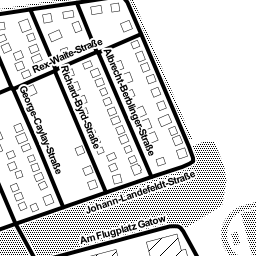 Rex-Waite-Straße
Albrecht-Berblinger-Straße
Richard-Byrd-Straße
George-Caylay-Straße
Johann-Landefeldt-Straße
Am Flugplatz Gatow